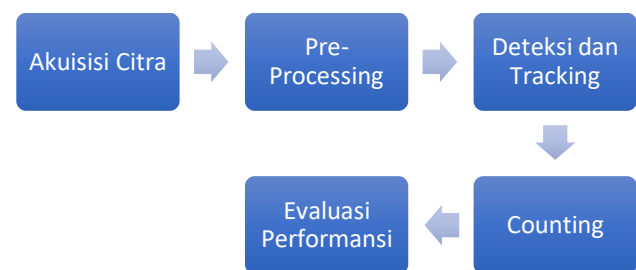 Akuisisi Citra
Pre-
Processing
Deteksi dan
Tracking
Counting
Evaluasi
Performansi